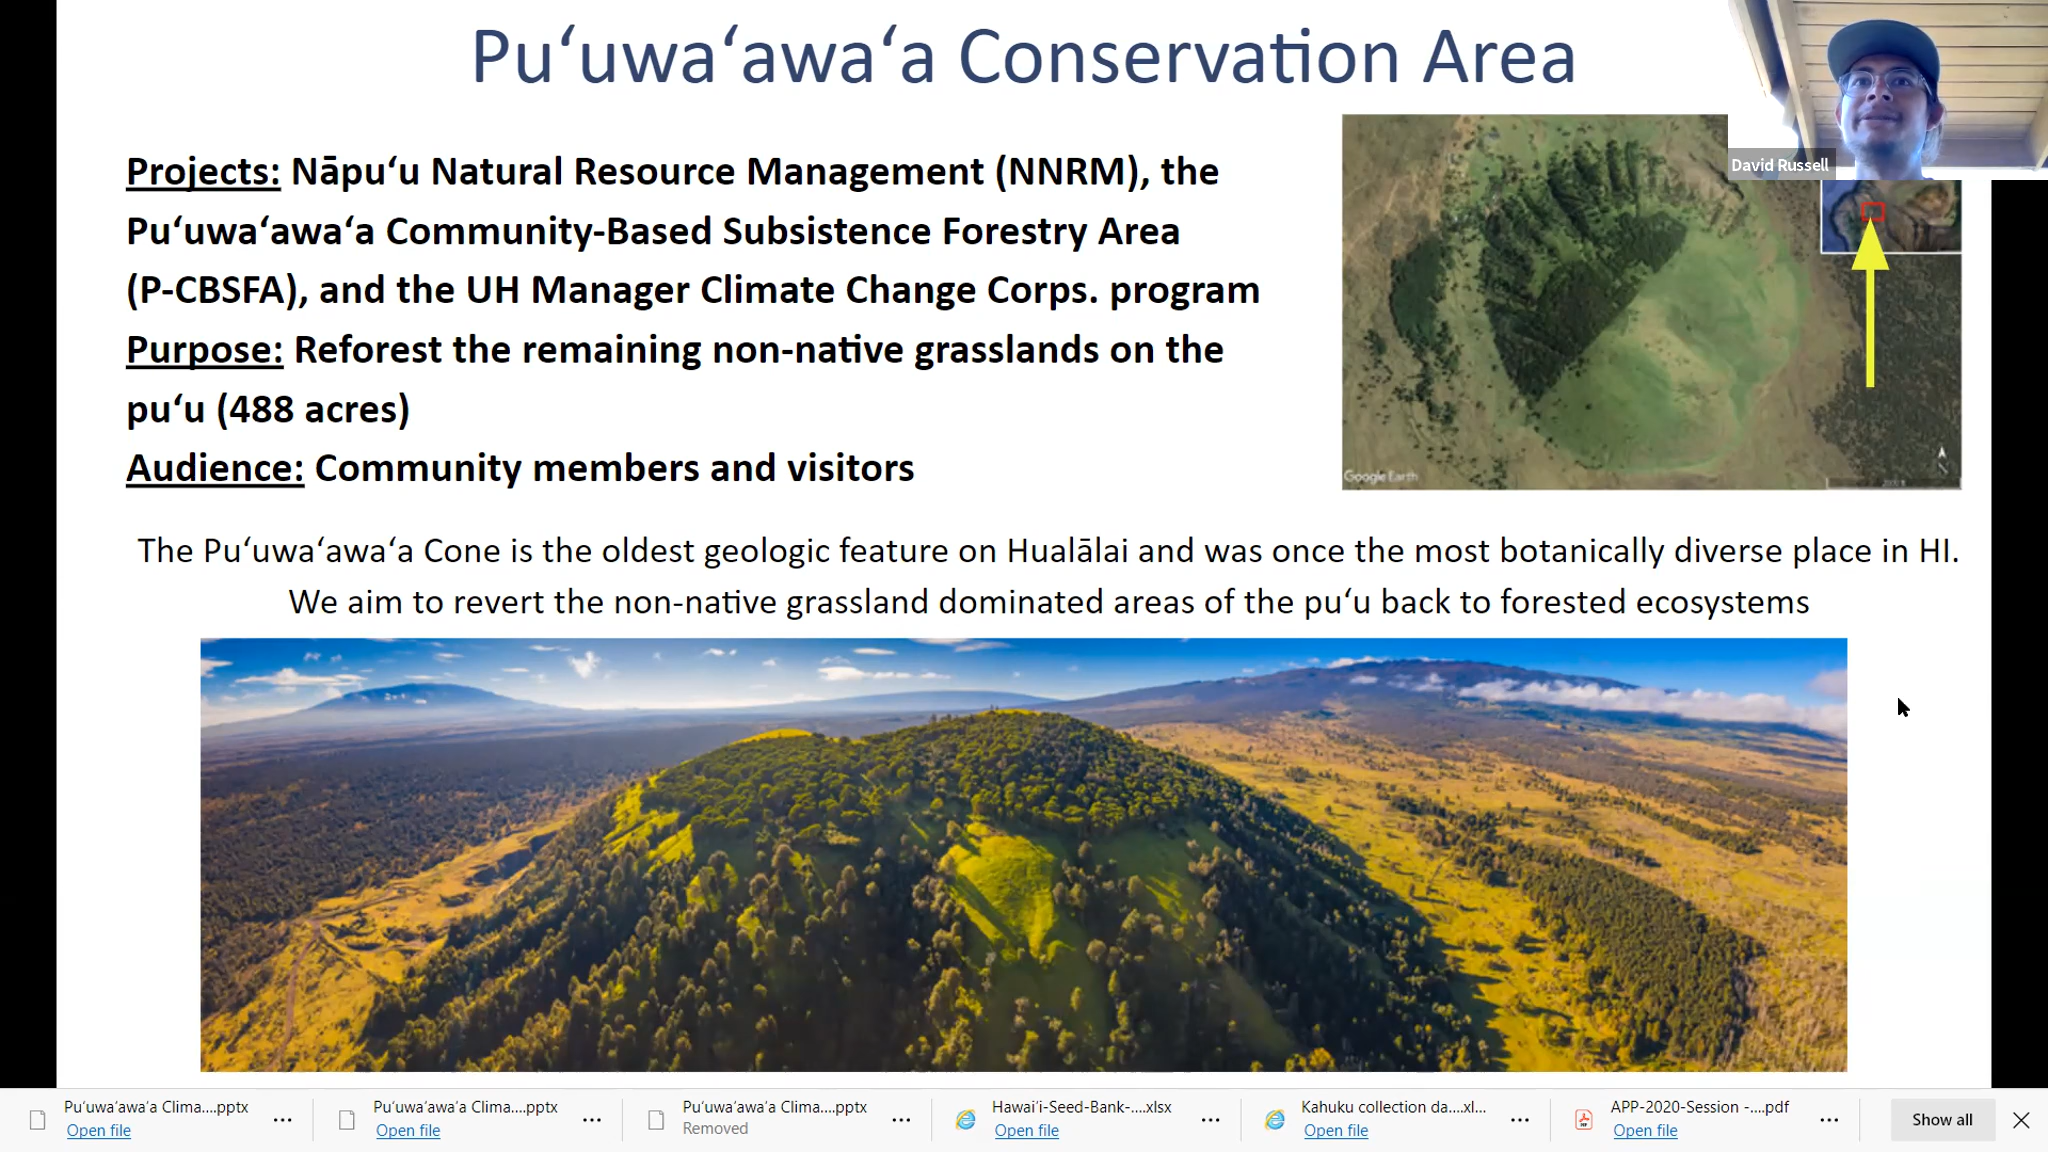 Puʻuwaʻawaʻa Conservation Area
David Russell
Projects: Nāpuʻu Natural Resource Management (NNRM), the
Puʻuwaʻawaʻa Community-Based Subsistence Forestry Area
(P-CBSFA), and the UH Manager Climate Change Corps. program
Purpose: Reforest the remaining non-native grasslands on the
puʻu (488 acres)
Audience: Community members and visitors
Google Earth
N
The Puʻuwaʻawaʻa Cone is the oldest geologic feature on Hualālai and was once the most botanically diverse place in HI.
We aim to revert the non-native grassland dominated areas of the puʻu back to forested ecosystems
Puʻuwaʻawaʻa Clima....pptx
Open file
Puʻuwaʻawaʻa Clima....pptx
Open file
Puʻuwaʻawaʻa Clima....pptx
Removed
Hawaiʻi-Seed-Bank-....xlsx
Open file
Kahuku collection da....xl...
Open file
APP-2020-Session -....pdf
Open file
Show all